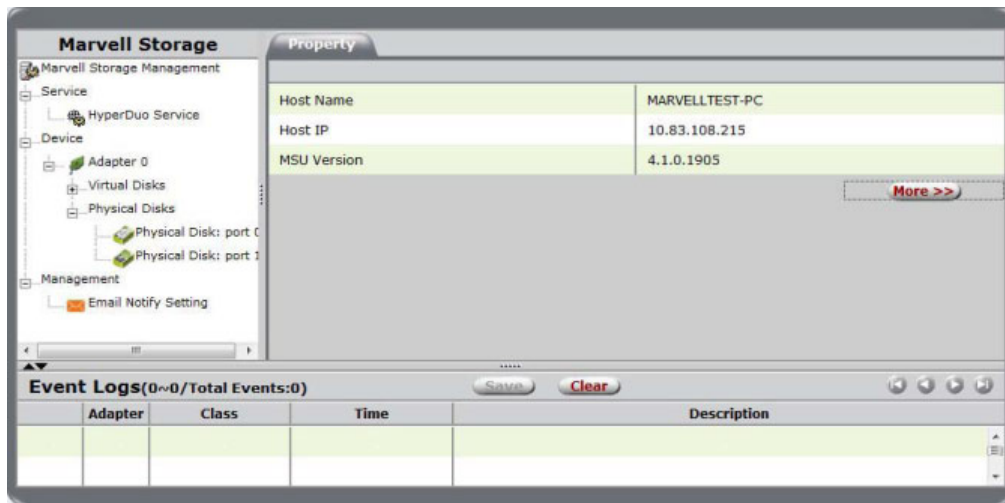 Marvell Storage
Property
Marvell Storage Management
Service
HyperDuo Service
Device
Adapter 0
Virtual Disks
Physical Disks
Physical Disk: port 0
Physical Disk: port 1
Management
Email Notify Setting
Host Name MARVELLTEST-PC
Host IP 10.83.108.215
MSU Version 4.1.0.1905
More >>
Event Logs(0~0/Total Events:0) Save Clear
Adapter Class Time Description